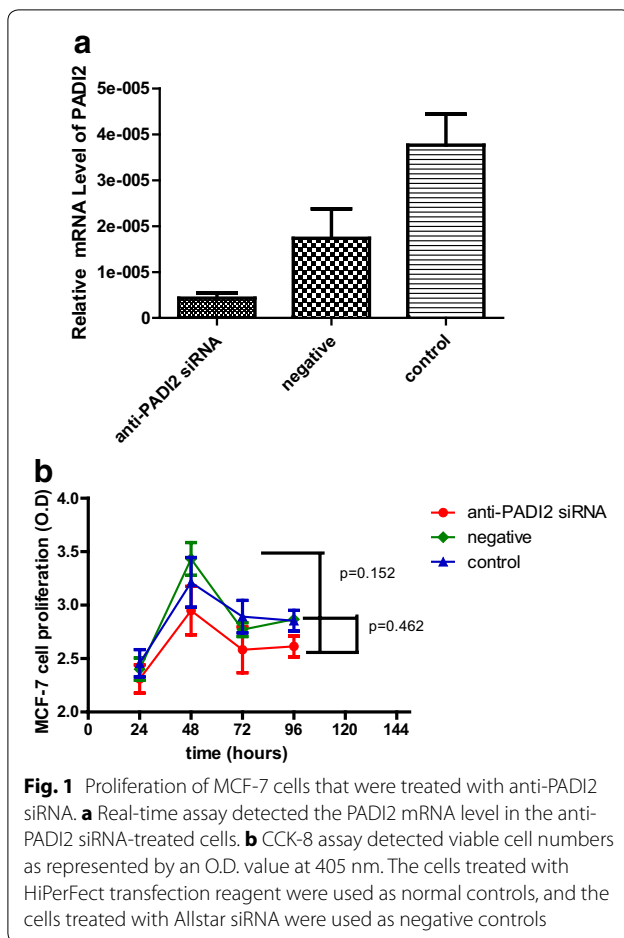 a
Relative mRNA Level of PADI2
5e-005
4e-005
3e-005
2e-005
1e-005
0
anti-PADI2 siRNA
negative
control
b
MCF-7 cell proliferation (O.D)
4.0
3.5
3.0
2.5
2.0
0 24 48 72 96 120 144
time (hours)
p=0.152
p=0.462
anti-PADI2 siRNA
negative
control
Fig. 1 Proliferation of MCF-7 cells that were treated with anti-PADI2
siRNA. a Real-time assay detected the PADI2 mRNA level in the anti-
PADI2 siRNA-treated cells. b CCK-8 assay detected viable cell numbers
as represented by an O.D. value at 405 nm. The cells treated with
HiPerFect transfection reagent were used as normal controls, and the
cells treated with Allstar siRNA were used as negative controls